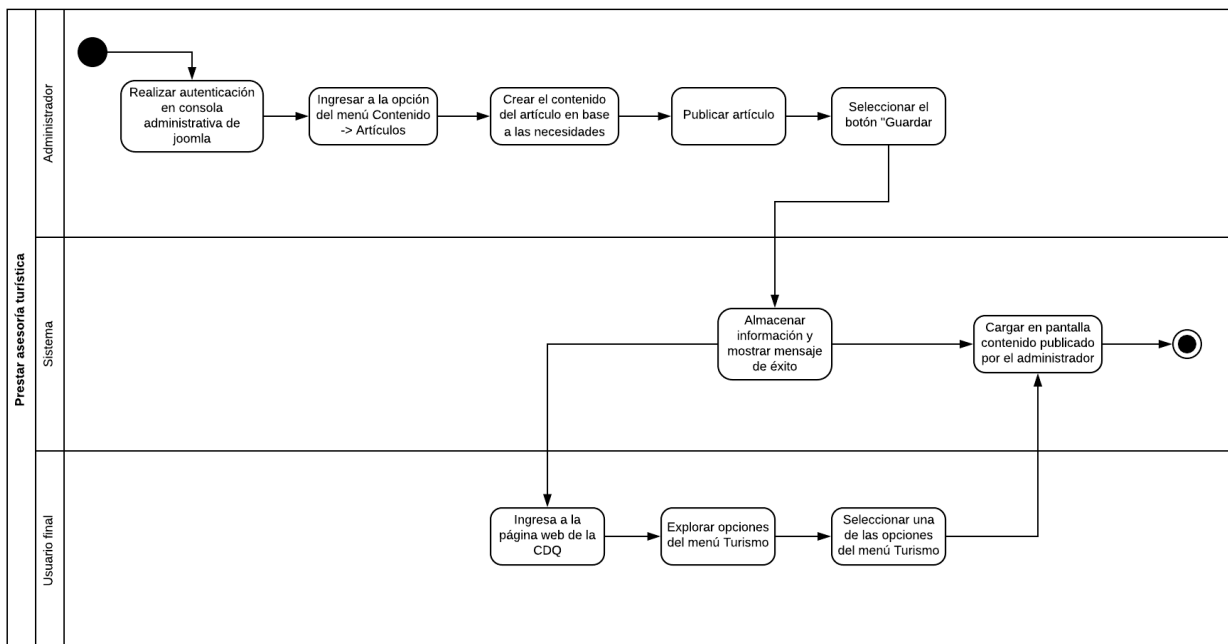 Prestar asesoría turística
Administrador
Realizar autenticación
en consola
administrativa de
joomla
Ingresar a la opción
del menú Contenido
-> Artículos
Crear el contenido
del artículo en base
a las necesidades
Publicar artículo
Seleccionar el
botón "Guardar
Sistema
Almacenar
información y
mostrar mensaje
de éxito
Cargar en pantalla
contenido publicado
por el administrador
Usuario final
Ingresa a la
página web de la
CDQ
Explorar opciones
del menú Turismo
Seleccionar una
de las opciones
del menú Turismo